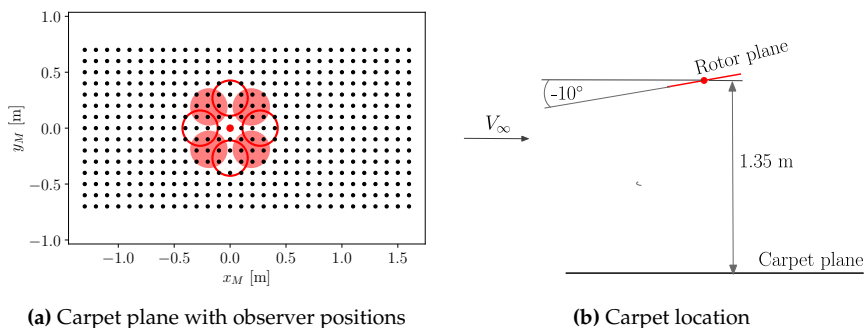 1.0
0.5
0.0
−0.5
−1.0
y_M [m]
−1.0 −0.5 0.0 0.5 1.0 1.5
x_M [m]
(a) Carpet plane with observer positions
Rotor plane
-10°
V_∞
1.35 m
Carpet plane
(b) Carpet location